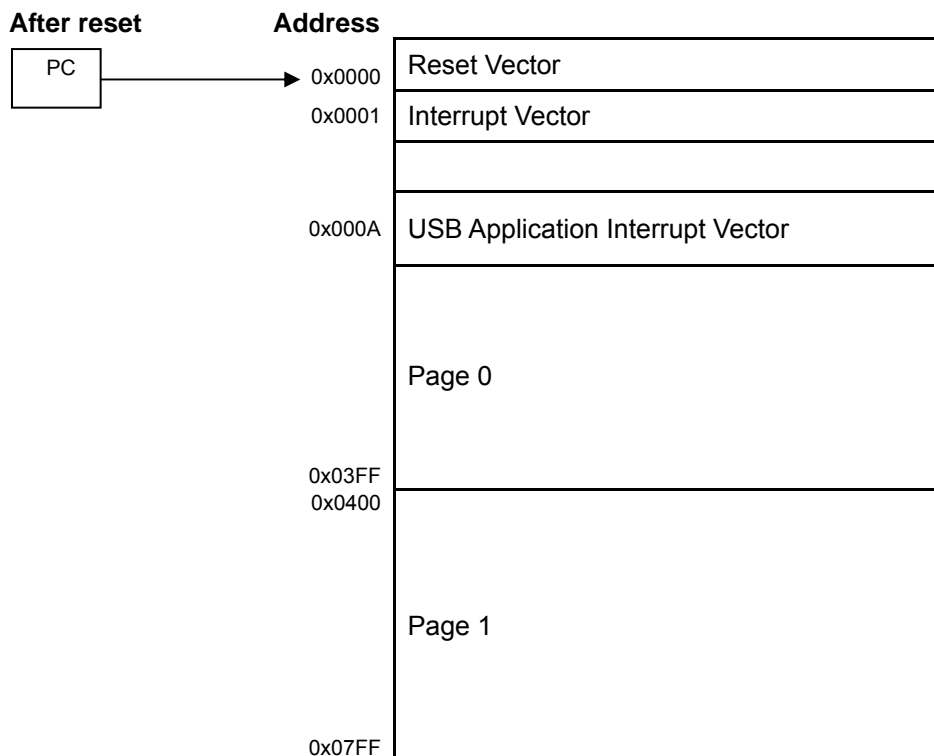 After reset
Address
PC
0x0000
Reset Vector
0x0001
Interrupt Vector
0x000A
USB Application Interrupt Vector
Page 0
0x03FF
0x0400
Page 1
0x07FF